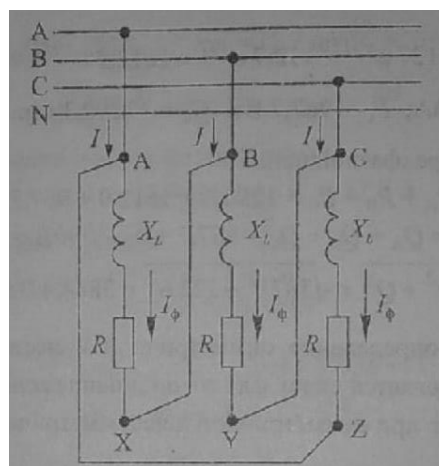 A
B
C
N
I I I
A B C
X_L X_L X_L
I_ф I_ф I_ф
R R R
X Y Z